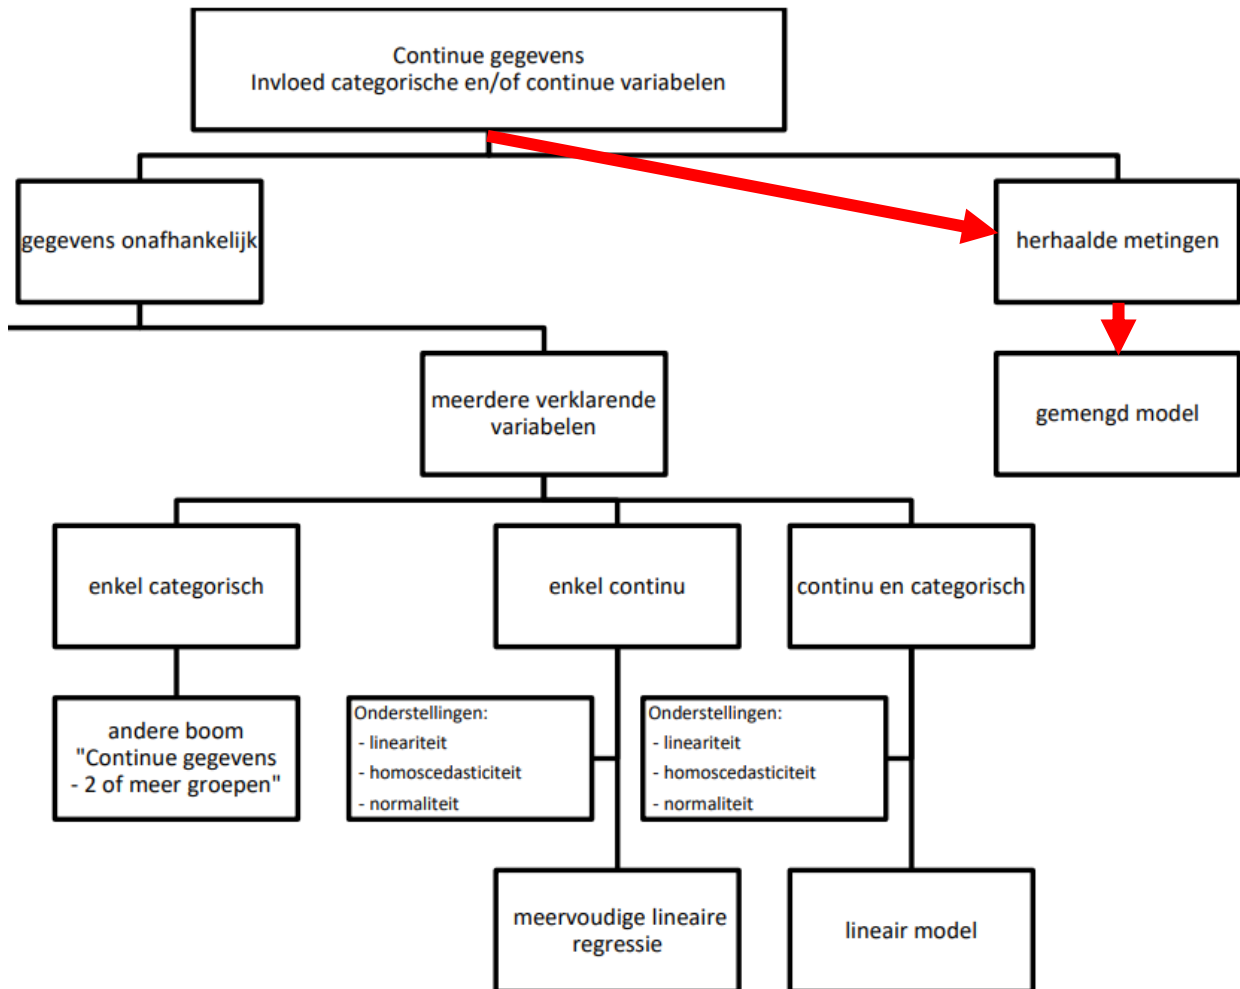 Continue gegevens
Invloed categorische en/of continue variabelen
gegevens onafhankelijk
herhaalde metingen
meerdere verklarende
variabelen
gemengd model
enkel categorisch
enkel continu
continu en categorisch
andere boom
"Continue gegevens
- 2 of meer groepen"
Onderstellingen:
- lineariteit
- homoscedasticiteit
- normaliteit
Onderstellingen:
- lineariteit
- homoscedasticiteit
- normaliteit
meervoudige lineaire
regressie
lineair model